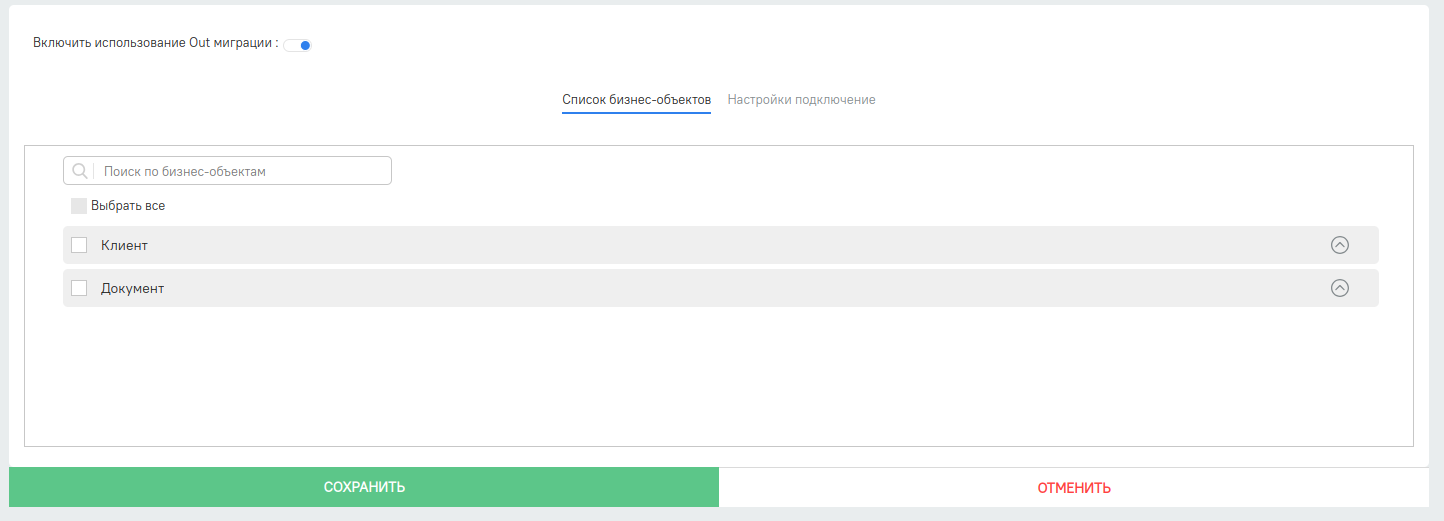 Включить использование Out миграции :
Список бизнес-объектов Настройки подключение
Поиск по бизнес-объектам
Выбрать все
Клиент
Документ
СОХРАНИТЬ ОТМЕНИТЬ